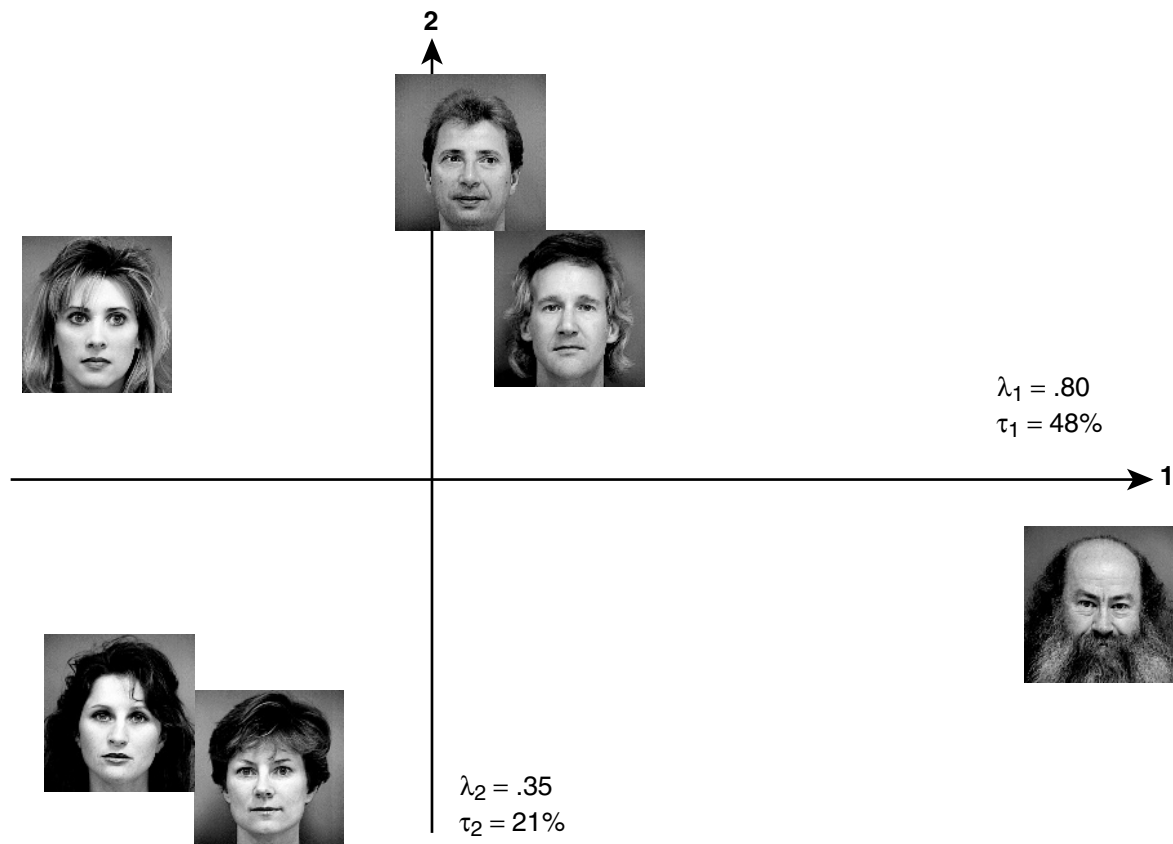 2
λ1 = .80
τ1 = 48%
1
λ2 = .35
τ2 = 21%